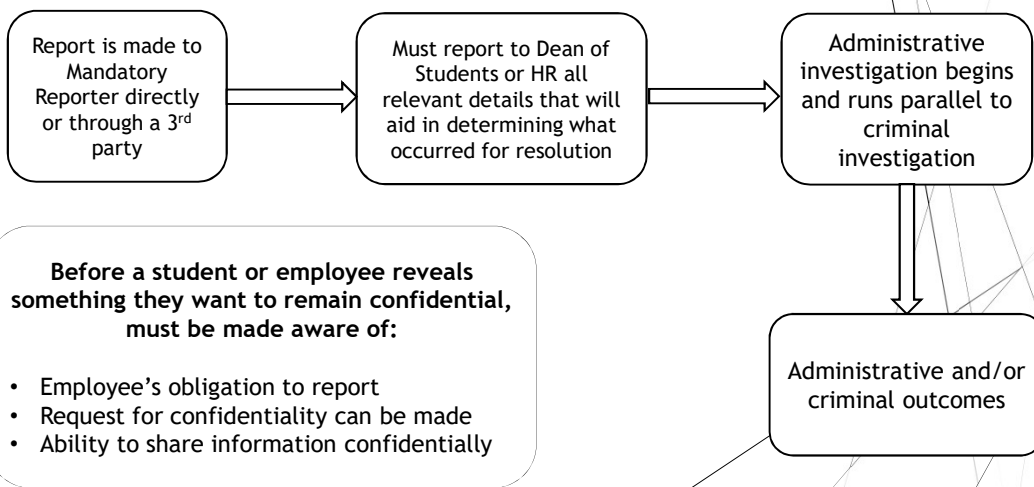 Report is made to
Mandatory
Reporter directly
or through a 3rd
party
Must report to Dean of
Students or HR all
relevant details that will
aid in determining what
occurred for resolution
Administrative
investigation begins
and runs parallel to
criminal
investigation
Before a student or employee reveals
something they want to remain confidential,
must be made aware of:
• Employee's obligation to report
• Request for confidentiality can be made
• Ability to share information confidentially
Administrative and/or
criminal outcomes